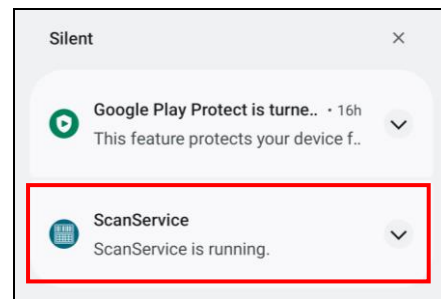 Silent
Google Play Protect is turne.. • 16h
This feature protects your device f..
ScanService
ScanService is running.